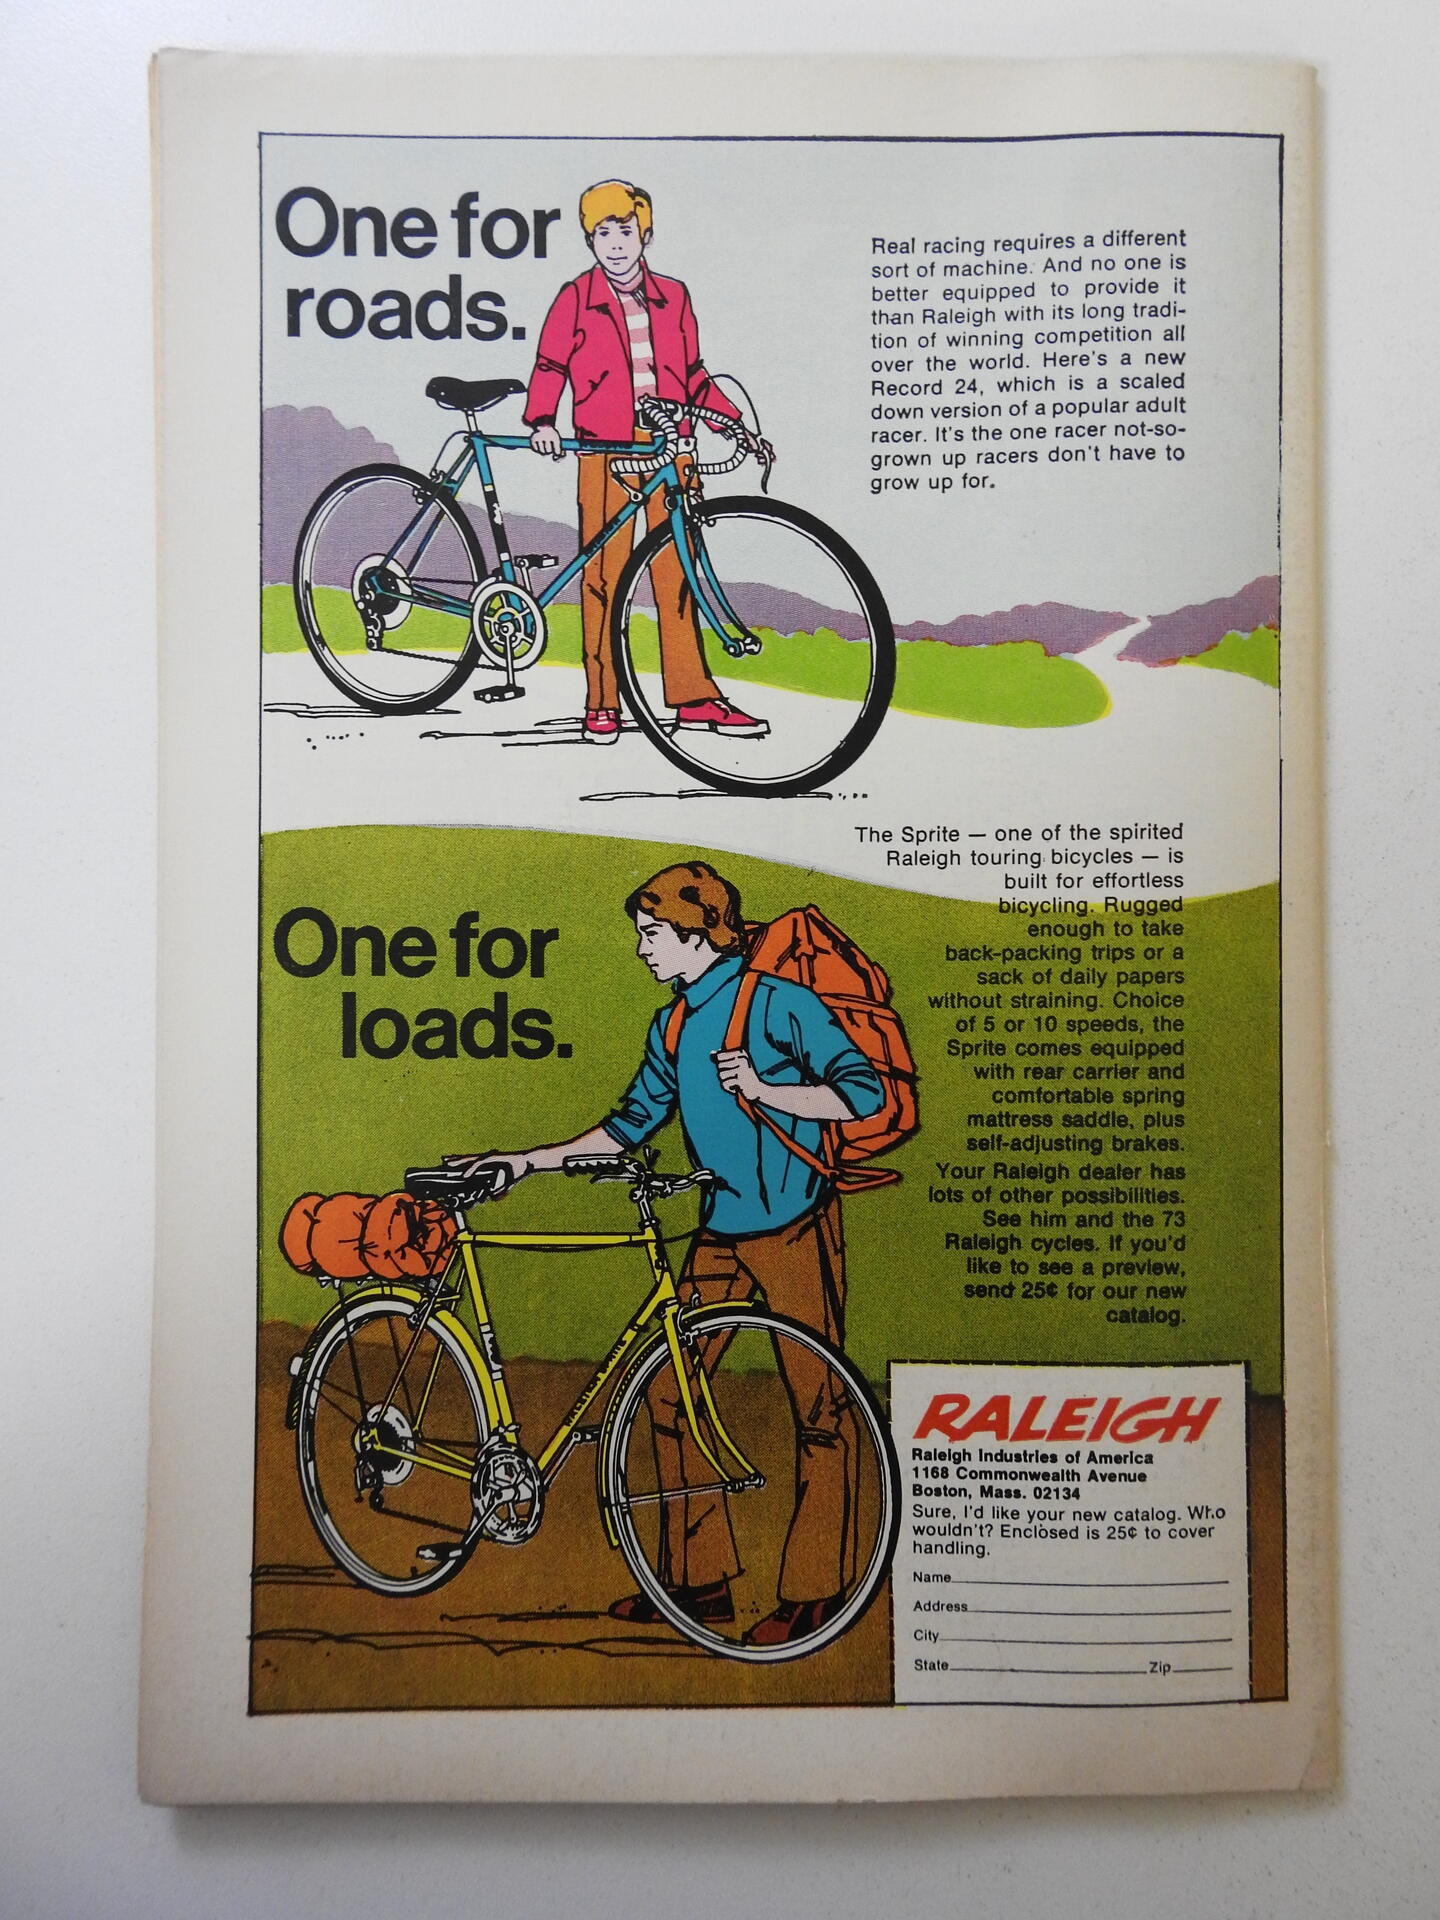 One for
roads.
Real racing requires a different
sort of machine. And no one is
better equipped to provide it
than Raleigh with its long tradi-
tion of winning competition all
over the world. Here's a new
Record 24, which is a scaled
down version of a popular adult
racer. It's the one racer not-so-
grown up racers don't have to
grow up for.
The Sprite — one of the spirited
Raleigh touring bicycles — is
built for effortless
bicycling. Rugged
enough to take
back-packing trips or a
sack of daily papers
without straining. Choice
of 5 or 10 speeds, the
Sprite comes equipped
with rear carrier and
comfortable spring
mattress saddle, plus
self-adjusting brakes.
Your Raleigh dealer has
lots of other possibilities.
See him and the 73
Raleigh cycles. If you'd
like to see a preview,
send 25¢ for our new
catalog.
One for
loads.
RALEIGH
Raleigh Industries of America
1168 Commonwealth Avenue
Boston, Mass. 02134
Sure, I'd like your new catalog. Who
wouldn't? Enclosed is 25¢ to cover
handling.
Name
Address
City
State Zip